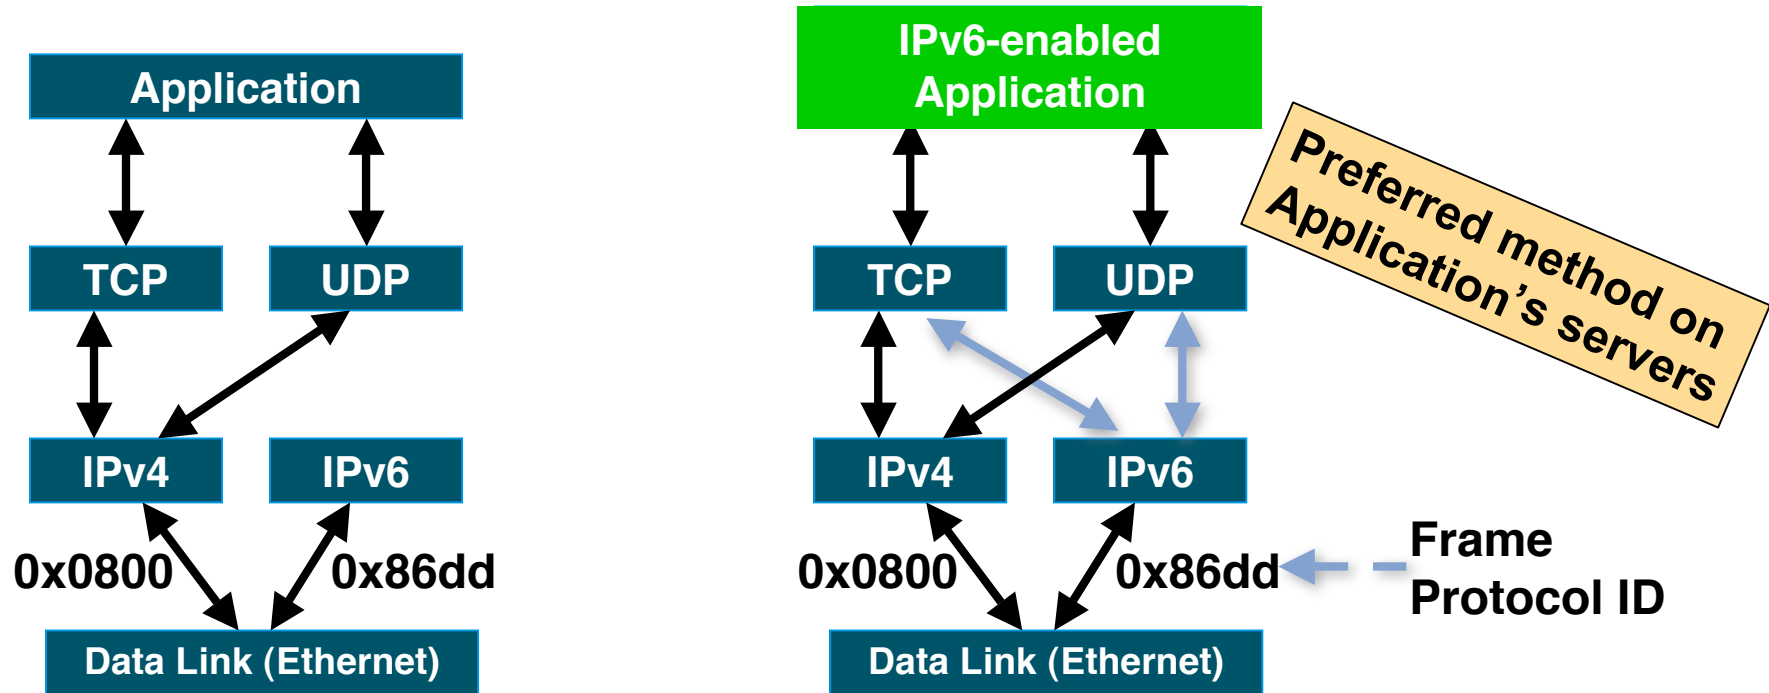 Application
TCP
UDP
IPv4
IPv6
0x0800
0x86dd
Data Link (Ethernet)
IPv6-enabled
Application
Preferred method on
Application’s servers
TCP
UDP
IPv4
IPv6
0x0800
0x86dd
Frame
Protocol ID
Data Link (Ethernet)